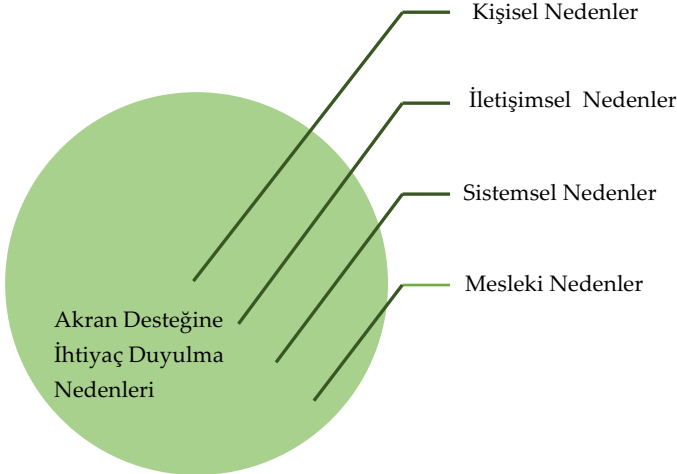 Kişisel Nedenler
İletişimsel Nedenler
Sistemsel Nedenler
Mesleki Nedenler
Akran Desteğine
İhtiyaç Duyulma
Nedenleri